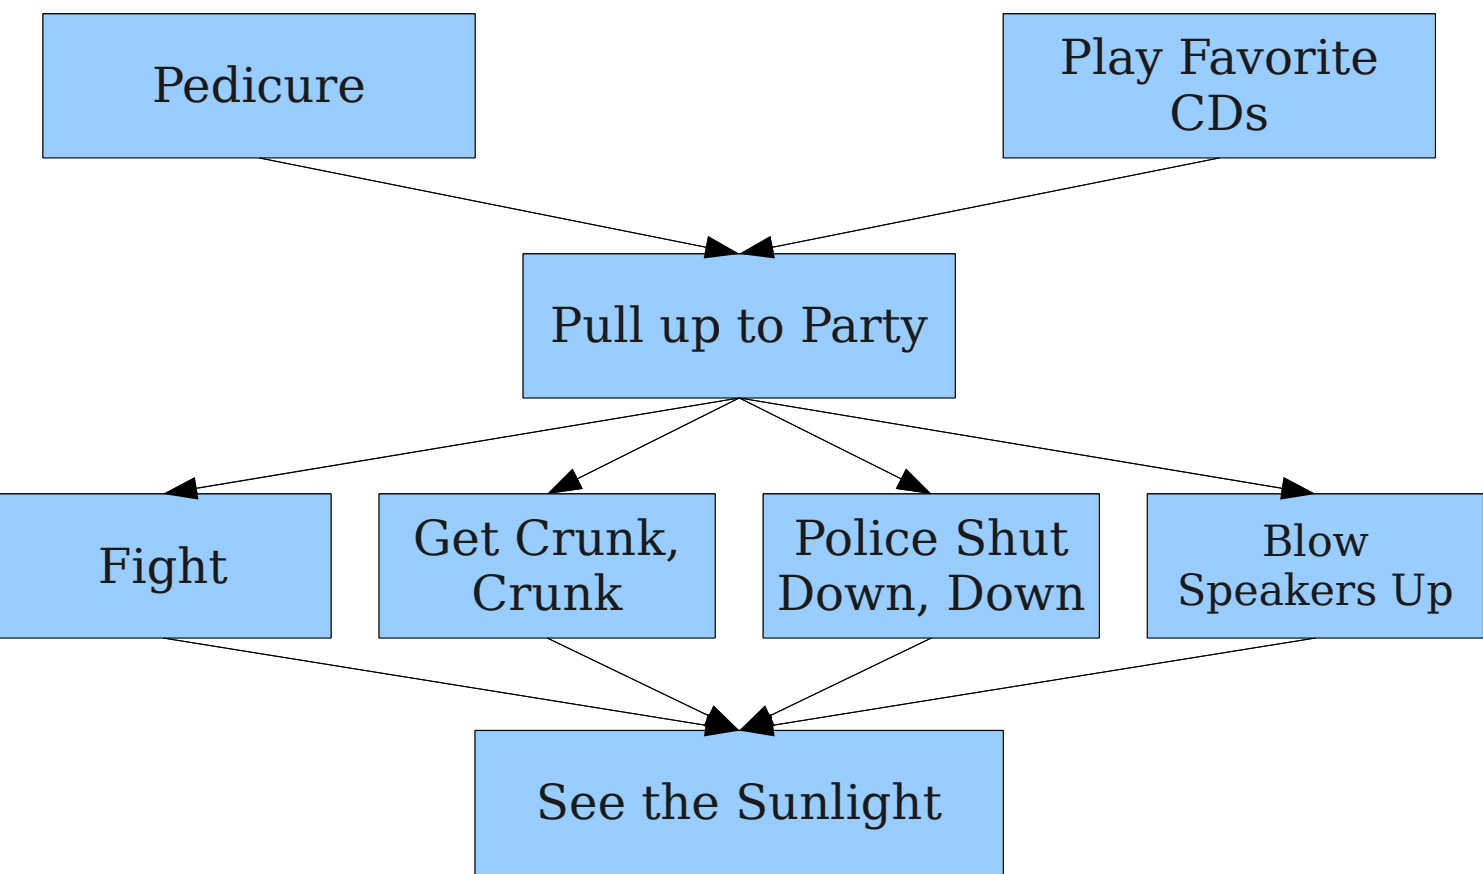 Pedicure
Play Favorite
CDs
Pull up to Party
Fight
Get Crunk,
Crunk
Police Shut
Down, Down
Blow
Speakers Up
See the Sunlight